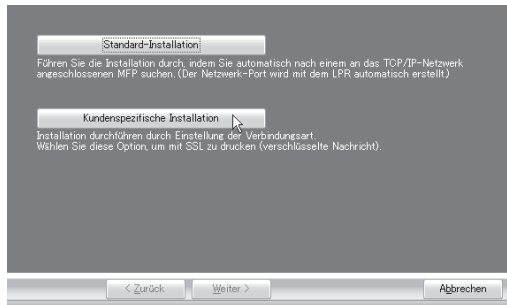 Standard-Installation
Führen Sie die Installation durch, indem Sie automatisch nach einem an das TCP/IP-Netzwerk
angeschlossenen MFP suchen. (Der Netzwerk-Port wird mit dem LPR automatisch erstellt.)
Kundenspezifische Installation
Installation durchführen durch Einstellung der Verbindungsart.
Wählen Sie diese Option, um mit SSL zu drucken (verschlüsselte Nachricht).
< Zurück Weiter > Abbrechen